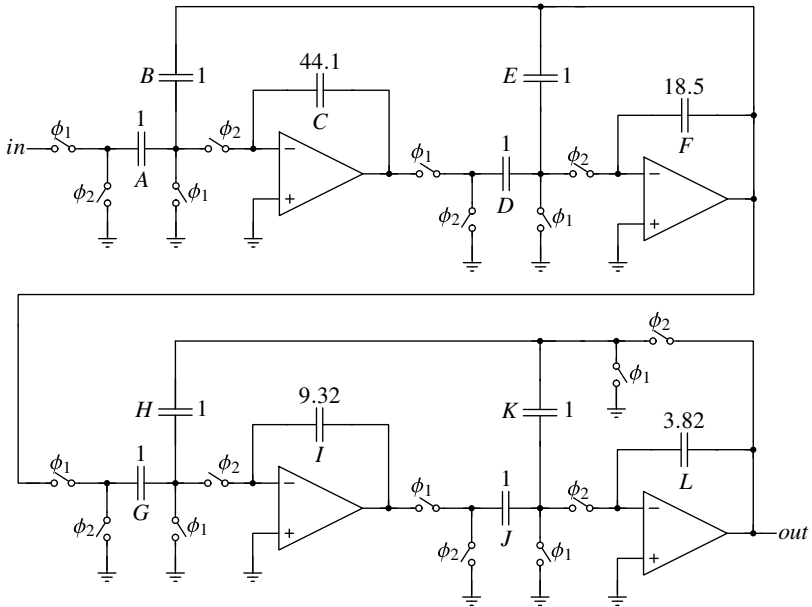 B 1
44.1
C
E 1
18.5
F
in ϕ1 1 A ϕ2
ϕ2 ϕ1
− +
ϕ1 1 D ϕ2
ϕ2 ϕ1
− +
ϕ2
ϕ1
H 1
9.32
I
K 1
3.82
L
ϕ1 1 G ϕ2
ϕ2 ϕ1
− +
ϕ1 1 J ϕ2
ϕ2 ϕ1
− +
out